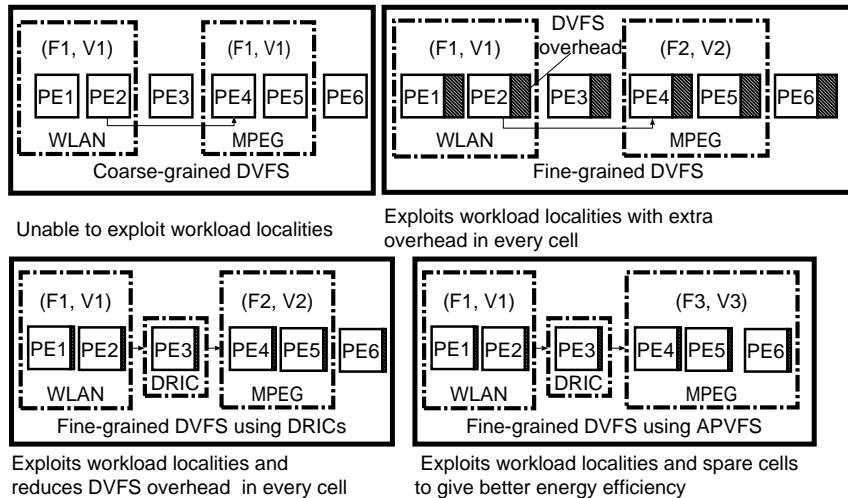 (F1, V1) (F1, V1)
PE1 PE2 PE3 PE4 PE5 PE6
WLAN MPEG
Coarse-grained DVFS
Unable to exploit workload localities
DVFS
overhead
(F1, V1) (F2, V2)
PE1 PE2 PE3 PE4 PE5 PE6
WLAN MPEG
Fine-grained DVFS
Exploits workload localities with extra
overhead in every cell
(F1, V1) (F2, V2)
PE1 PE2 PE3 PE4 PE5 PE6
WLAN DRIC MPEG
Fine-grained DVFS using DRICs
Exploits workload localities and
reduces DVFS overhead in every cell
(F1, V1) (F3, V3)
PE1 PE2 PE3 PE4 PE5 PE6
WLAN DRIC MPEG
Fine-grained DVFS using APVFS
Exploits workload localities and spare cells
to give better energy efficiency